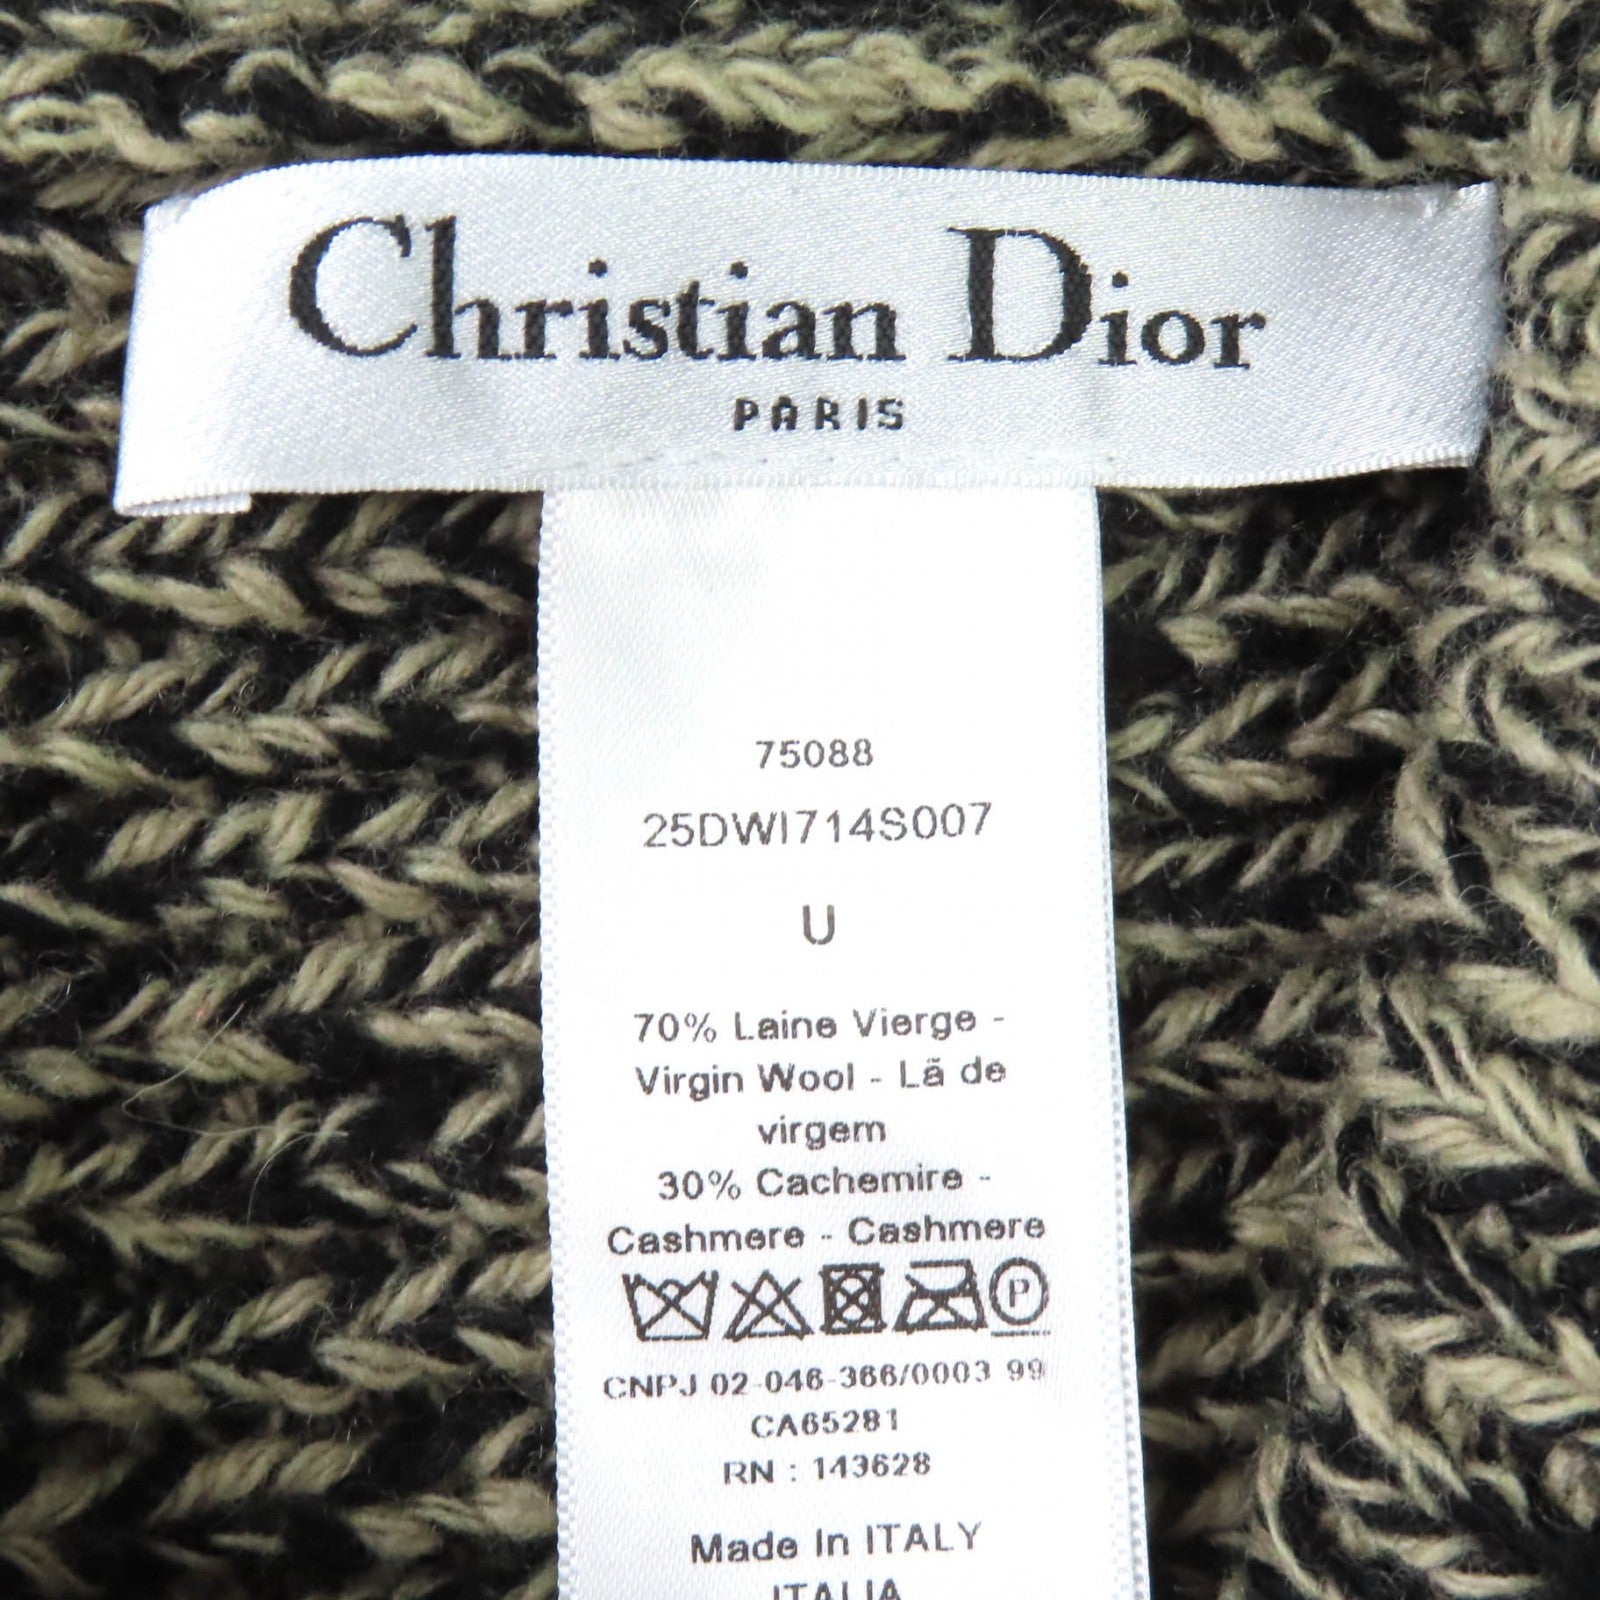 Christian Dior
PARIS
75088
25DWI714S007
U
70% Laine Vierge -
Virgin Wool - Lã de
virgem
30% Cachemire -
Cashmere - Cashmere
P
CNPJ 02-046-366/0003 99
CA65281
RN : 143628
Made In ITALY
ITALIA